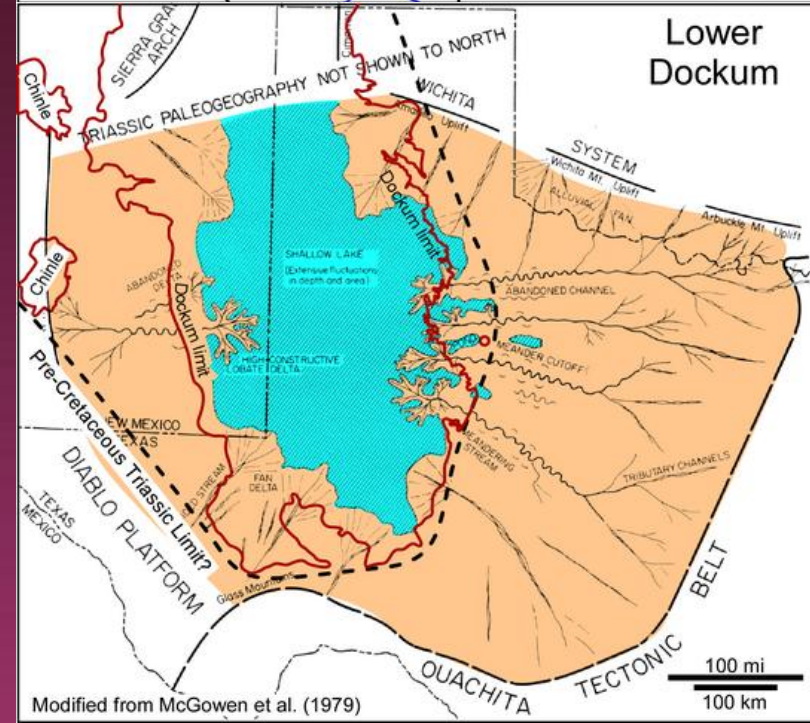 Lower
Dockum
SIERRA GRA
ARCH
Cimarron
Chinle
TRIASSIC PALEOGEOGRAPHY NOT SHOWN TO NORTH
WICHITA
SYSTEM
Amarillo Uplift
Wichita Mt. Uplift
ALLUVIAL FAN
Arbuckle Mt. Uplift
Dockum limit
Chinle
SHALLOW LAKE
(Extensive fluctuations
in depth and area)
ABANDONED
DELTA
ABANDONED CHANNEL
Dockum limit
MEANDER CUTOFF
HIGH-CONSTRUCTIVE
LOBATE DELTA
Pre-Cretaceous Triassic Limit?
NEW MEXICO
TEXAS
MEANDERING
STREAM
TRIBUTARY CHANNELS
FAN
DELTA
STREAM
DIABLO PLATFORM
TEXAS
MEXICO
Glass Mountains
OUACHITA TECTONIC BELT
100 mi
100 km
Modified from McGowen et al. (1979)